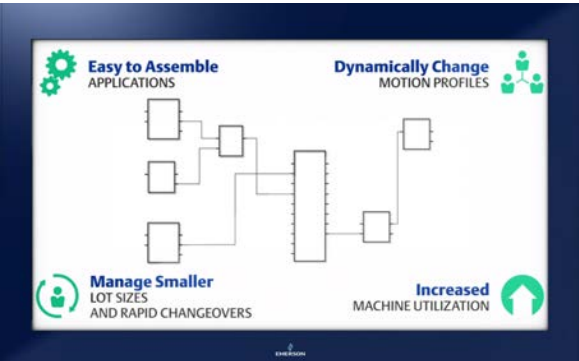 Easy to Assemble
APPLICATIONS
Dynamically Change
MOTION PROFILES
Manage Smaller
LOT SIZES
AND RAPID CHANGEOVERS
Increased
MACHINE UTILIZATION
EMERSON